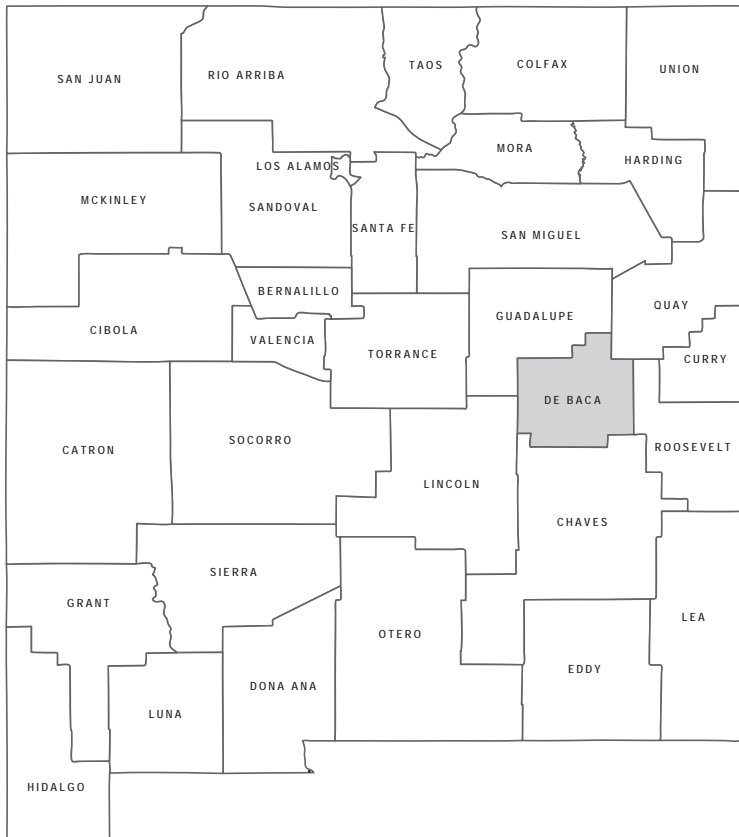 SAN JUAN
RIO ARRIBA
TAOS
COLFAX
UNION
MORA
HARDING
LOS ALAMOS
MCKINLEY
SANDOVAL
SANTA FE
SAN MIGUEL
BERNALILLO
QUAY
GUADALUPE
CIBOLA
VALENCIA
TORRANCE
CURRY
DE BACA
SOCORRO
ROOSEVELT
CATRON
LINCOLN
CHAVES
SIERRA
GRANT
LEA
OTERO
EDDY
DONA ANA
LUNA
HIDALGO